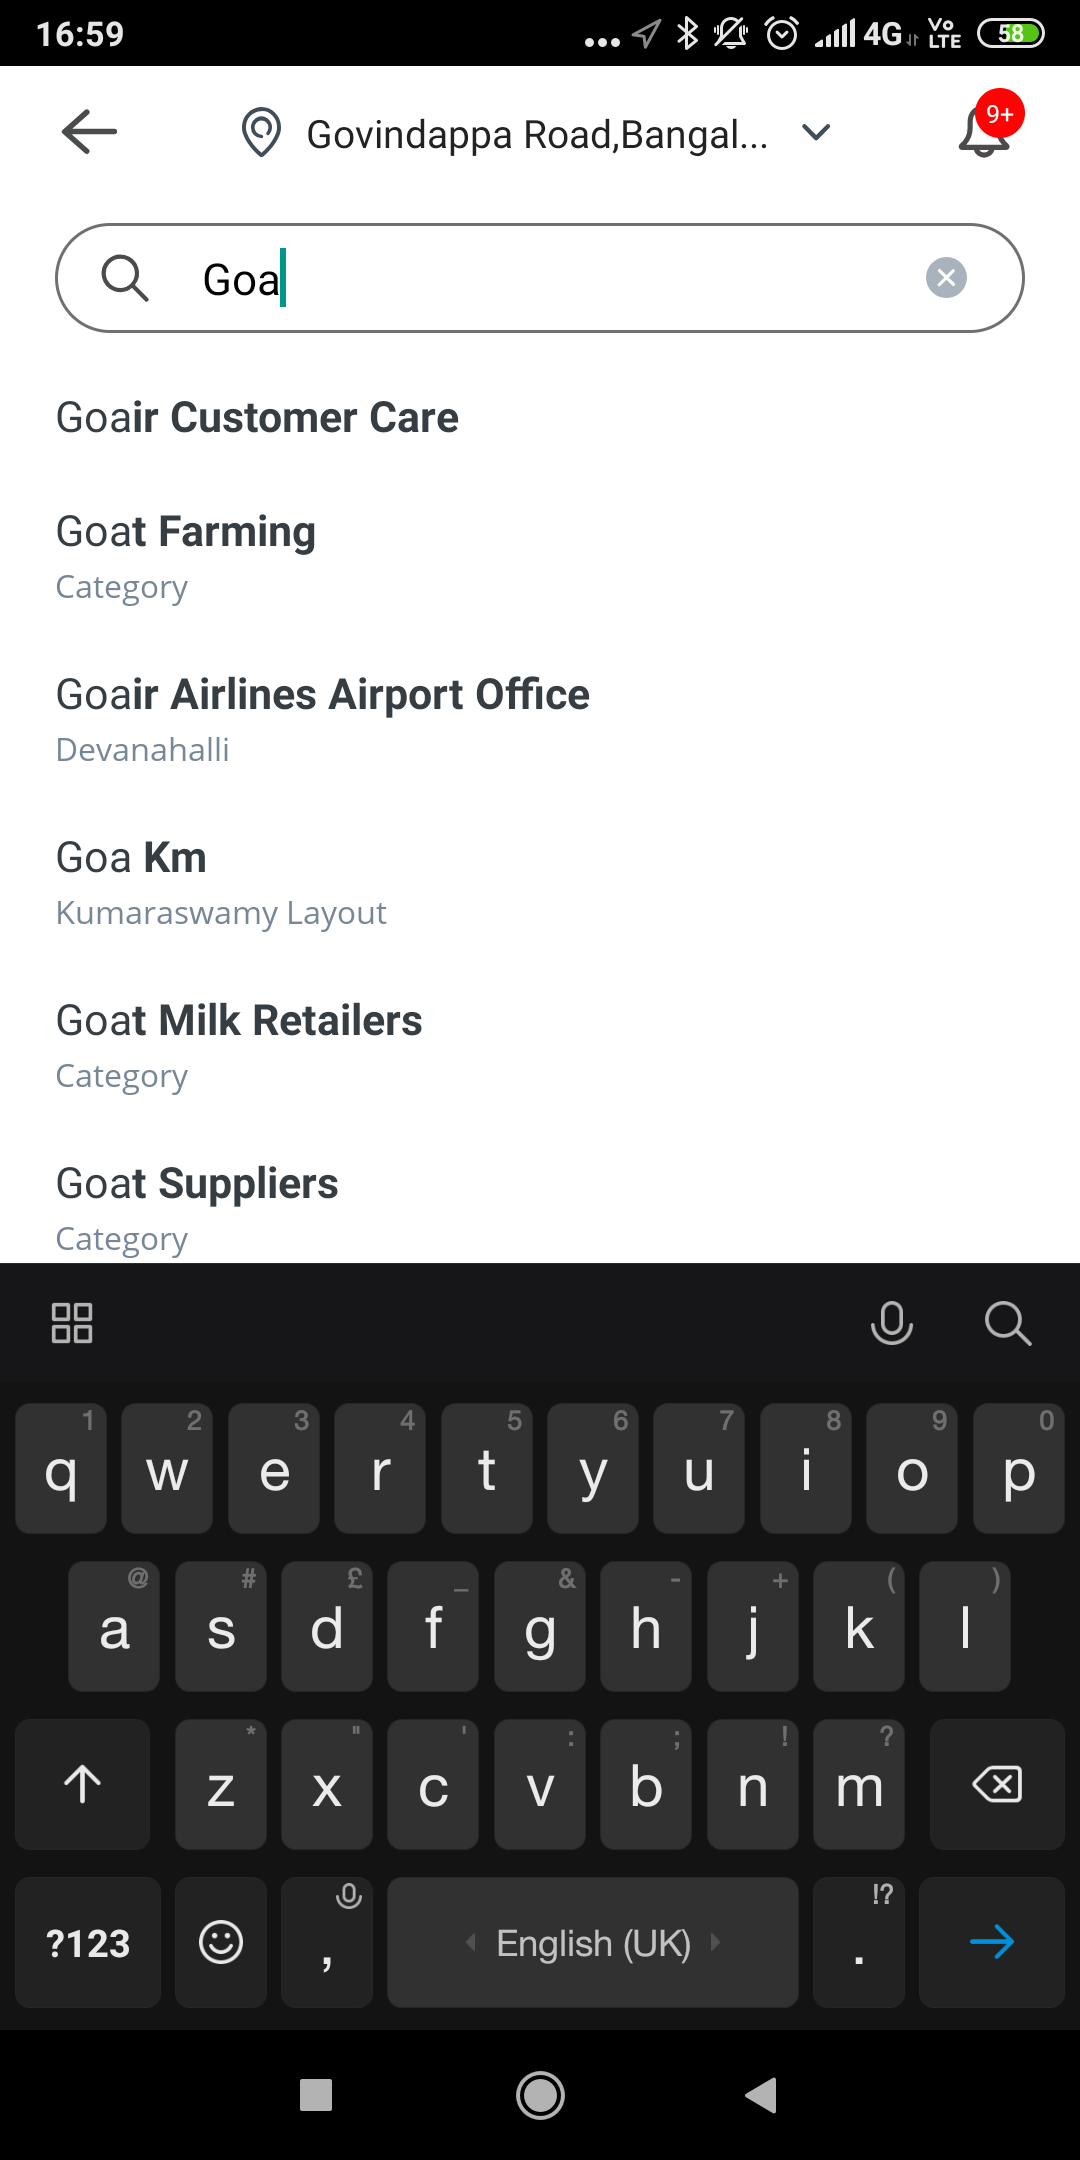 16:59
4G
Vo
LTE
58
Govindappa Road,Bangal...
9+
Goa
Goair Customer Care
Goat Farming
Category
Goair Airlines Airport Office
Devanahalli
Goa Km
Kumaraswamy Layout
Goat Milk Retailers
Category
Goat Suppliers
Category
1 2 3 4 5 6 7 8 9 0
q w e r t y u i o p
@ # £ _ & - + ( )
a s d f g h j k l
* " ' : ; ! ?
z x c v b n m
!?
?123 , English (UK) .